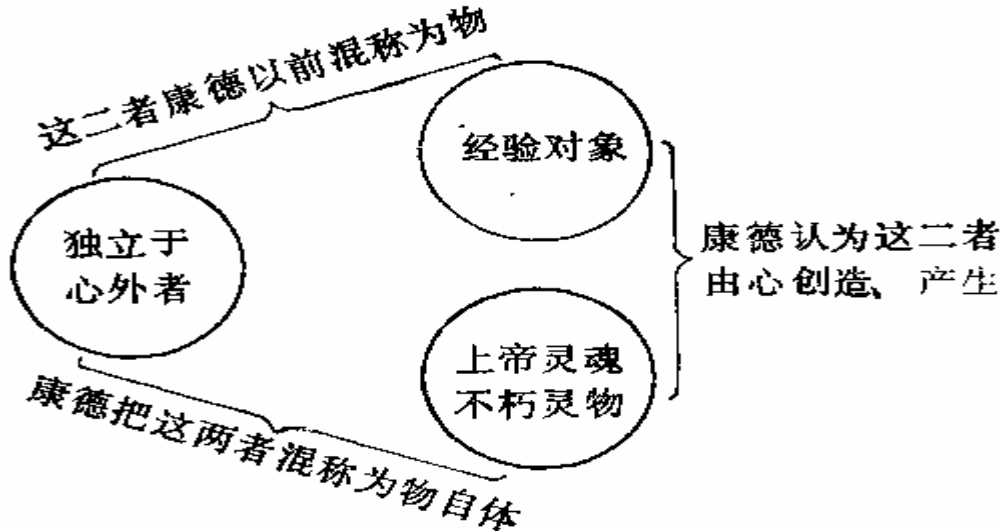 这二者康德以前混称为物
经验对象
独立于
心外者
康德认为这二者
由心创造、产生
上帝灵魂
不朽灵物
康德把这两者混称为物自体